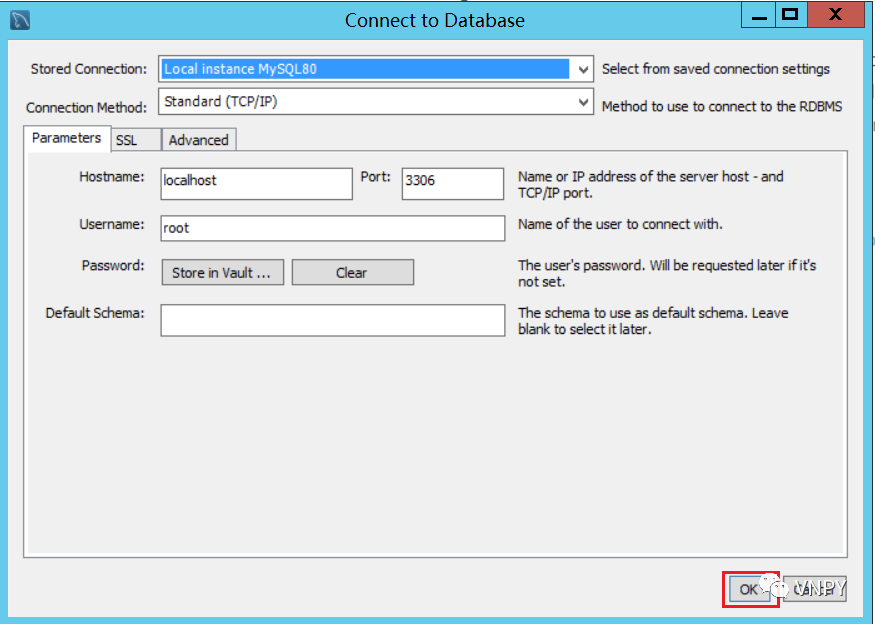 Connect to Database
Stored Connection: Local instance MySQL80 Select from saved connection settings
Connection Method: Standard (TCP/IP) Method to use to connect to the RDBMS
Parameters SSL Advanced
Hostname: localhost Port: 3306 Name or IP address of the server host - and
TCP/IP port.
Username: root Name of the user to connect with.
Password: Store in Vault ... Clear The user's password. Will be requested later if it's
not set.
Default Schema: The schema to use as default schema. Leave
blank to select it later.
OK VNPY